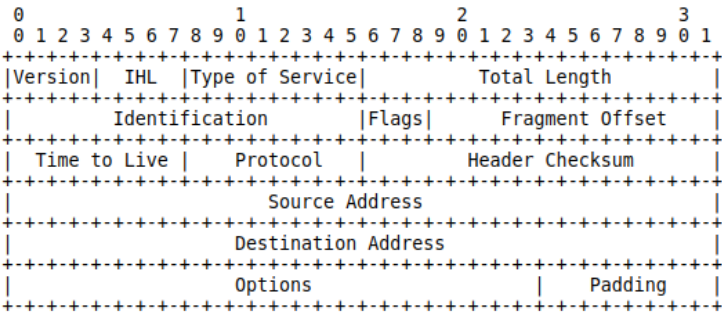 0                   1                   2                   3
 0 1 2 3 4 5 6 7 8 9 0 1 2 3 4 5 6 7 8 9 0 1 2 3 4 5 6 7 8 9 0 1
+-+-+-+-+-+-+-+-+-+-+-+-+-+-+-+-+-+-+-+-+-+-+-+-+-+-+-+-+-+-+-+-+
|Version|  IHL  |Type of Service|          Total Length         |
+-+-+-+-+-+-+-+-+-+-+-+-+-+-+-+-+-+-+-+-+-+-+-+-+-+-+-+-+-+-+-+-+
|         Identification        |Flags|      Fragment Offset    |
+-+-+-+-+-+-+-+-+-+-+-+-+-+-+-+-+-+-+-+-+-+-+-+-+-+-+-+-+-+-+-+-+
|  Time to Live |    Protocol   |         Header Checksum       |
+-+-+-+-+-+-+-+-+-+-+-+-+-+-+-+-+-+-+-+-+-+-+-+-+-+-+-+-+-+-+-+-+
|                       Source Address                          |
+-+-+-+-+-+-+-+-+-+-+-+-+-+-+-+-+-+-+-+-+-+-+-+-+-+-+-+-+-+-+-+-+
|                    Destination Address                        |
+-+-+-+-+-+-+-+-+-+-+-+-+-+-+-+-+-+-+-+-+-+-+-+-+-+-+-+-+-+-+-+-+
|                    Options                    |    Padding    |
+-+-+-+-+-+-+-+-+-+-+-+-+-+-+-+-+-+-+-+-+-+-+-+-+-+-+-+-+-+-+-+-+